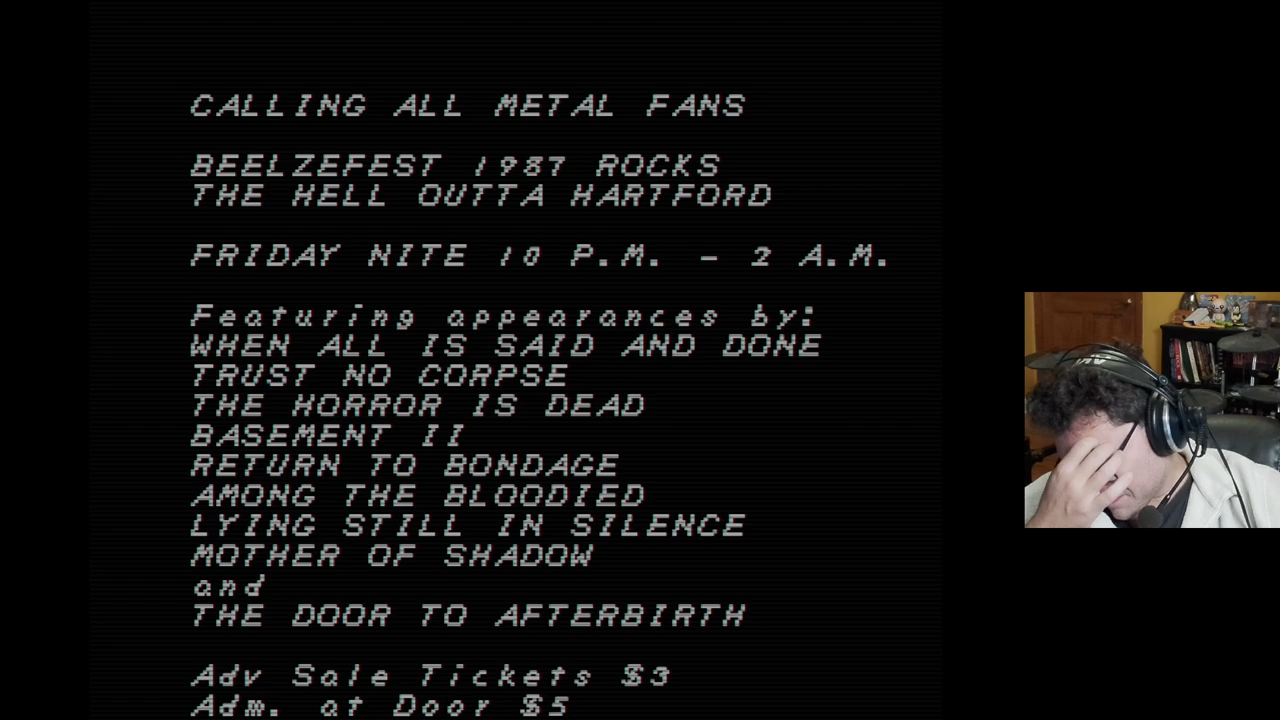 CALLING ALL METAL FANS
BEELZEFEST 1987 ROCKS
THE HELL OUTTA HARTFORD
FRIDAY NITE 10 P.M. - 2 A.M.
Featuring appearances by:
WHEN ALL IS SAID AND DONE
TRUST NO CORPSE
THE HORROR IS DEAD
BASEMENT II
RETURN TO BONDAGE
AMONG THE BLOODIED
LYING STILL IN SILENCE
MOTHER OF SHADOW
and
THE DOOR TO AFTERBIRTH
Adv Sale Tickets $3
Adm. at Door $5